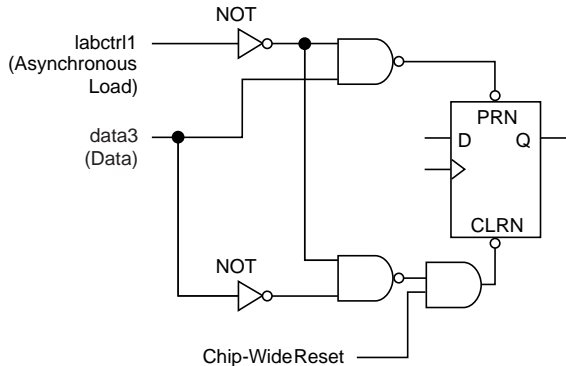 NOT
labctrl1
(Asynchronous
Load)
PRN
data3
(Data)
D Q
CLRN
NOT
Chip-Wide Reset